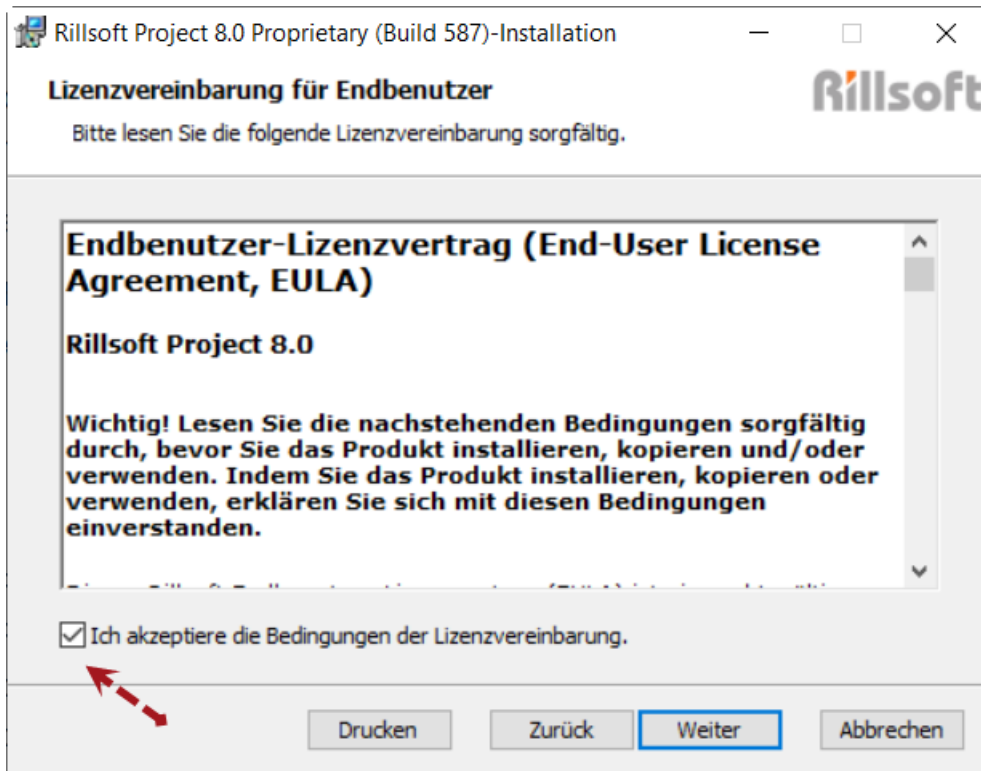 Rillsoft Project 8.0 Proprietary (Build 587)-Installation
Lizenzvereinbarung für Endbenutzer
Rillsoft
Bitte lesen Sie die folgende Lizenzvereinbarung sorgfältig.
Endbenutzer-Lizenzvertrag (End-User License
Agreement, EULA)
Rillsoft Project 8.0
Wichtig! Lesen Sie die nachstehenden Bedingungen sorgfältig
durch, bevor Sie das Produkt installieren, kopieren und/oder
verwenden. Indem Sie das Produkt installieren, kopieren oder
verwenden, erklären Sie sich mit diesen Bedingungen
einverstanden.
Ich akzeptiere die Bedingungen der Lizenzvereinbarung.
Drucken
Zurück
Weiter
Abbrechen